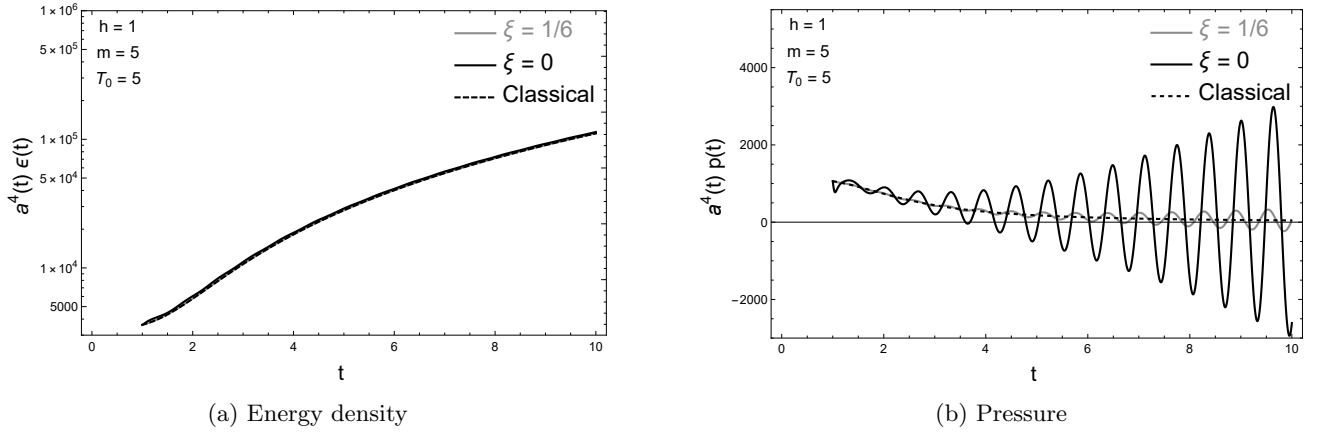 h = 1
m = 5
T₀ = 5
ξ = 1/6
ξ = 0
Classical
1 × 10⁶
5 × 10⁵
1 × 10⁵
5 × 10⁴
1 × 10⁴
5000
a⁴(t) ϵ(t)
0 2 4 6 8 10
t
(a) Energy density
h = 1
m = 5
T₀ = 5
ξ = 1/6
ξ = 0
Classical
4000
2000
0
−2000
a⁴(t) p(t)
0 2 4 6 8 10
t
(b) Pressure